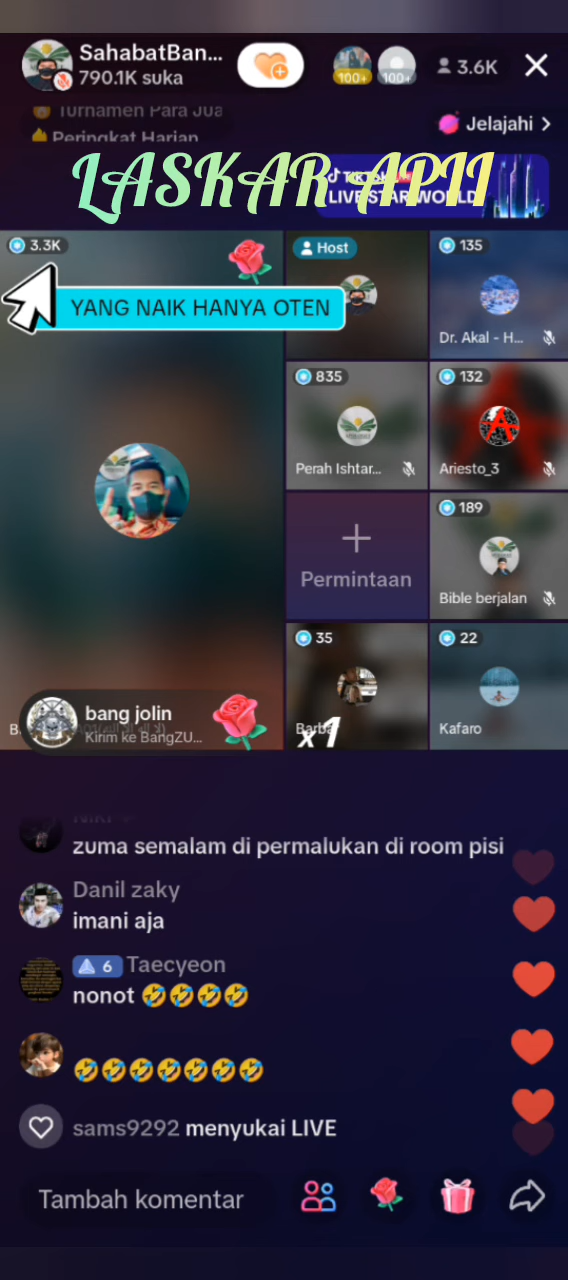 SahabatBan...
790.1K suka
100+
100+
3.6K
Turnamen Para Jua
Peringkat Harian
Jelajahi
LASKAR APII
LIVE STAR WORLD
3.3K
Host
135
YANG NAIK HANYA OTEN
Dr. Akal - H...
835
132
Perah Ishtar...
Ariesto_3
189
Permintaan
Bible berjalan
35
22
bang jolin
Kirim ke BangZU...
x1
Kafaro
zuma semalam di permalukan di room pisi
Danil zaky
imani aja
6 Taecyeon
nonot 🤣🤣🤣🤣
🤣🤣🤣🤣🤣🤣🤣
sams9292 menyukai LIVE
Tambah komentar